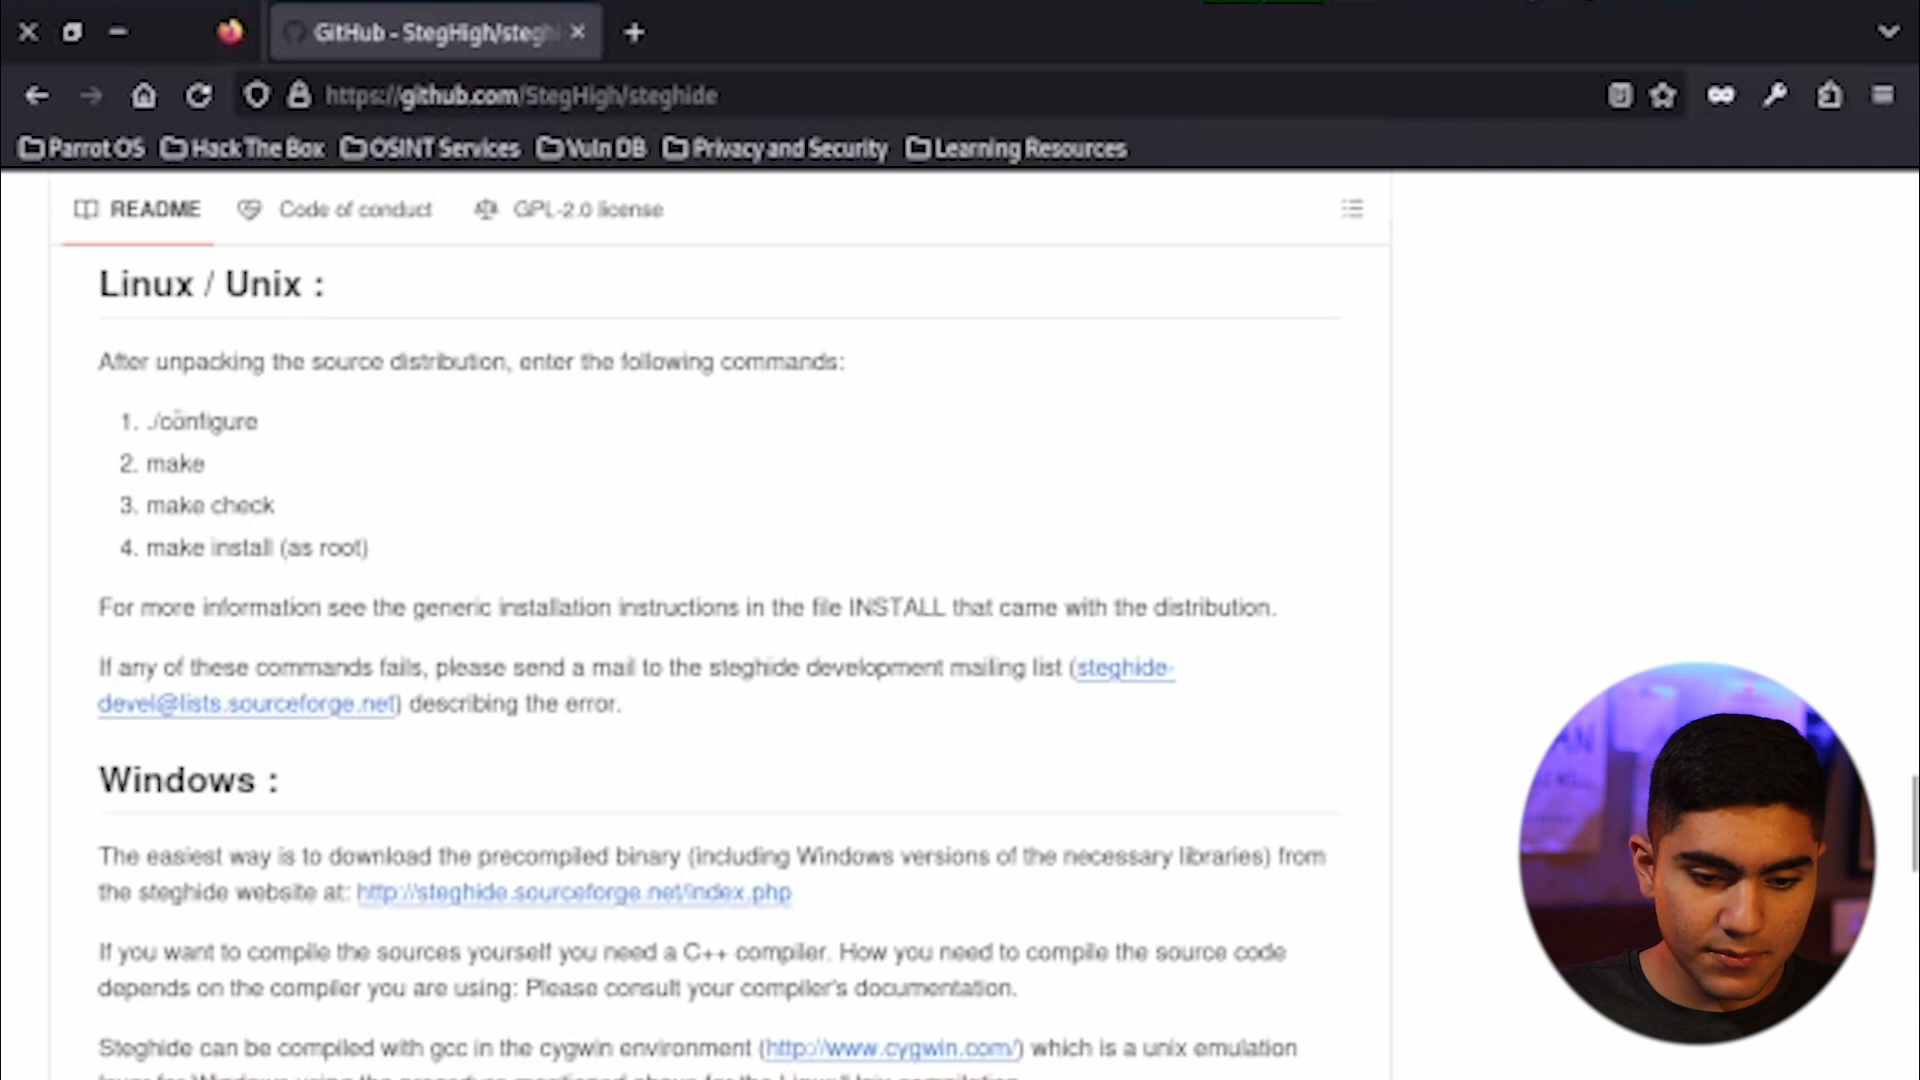 GitHub - StegHigh/stegh
https://github.com/StegHigh/steghide
Parrot OS Hack The Box OSINT Services Vuln DB Privacy and Security Learning Resources
README Code of conduct GPL-2.0 license
Linux / Unix :
After unpacking the source distribution, enter the following commands:
1. ./configure
2. make
3. make check
4. make install (as root)
For more information see the generic installation instructions in the file INSTALL that came with the distribution.
If any of these commands fails, please send a mail to the steghide development mailing list (steghide-
devel@lists.sourceforge.net) describing the error.
Windows :
The easiest way is to download the precompiled binary (including Windows versions of the necessary libraries) from
the steghide website at: http://steghide.sourceforge.net/index.php
If you want to compile the sources yourself you need a C++ compiler. How you need to compile the source code
depends on the compiler you are using: Please consult your compiler's documentation.
Steghide can be compiled with gcc in the cygwin environment (http://www.cygwin.com/) which is a unix emulation